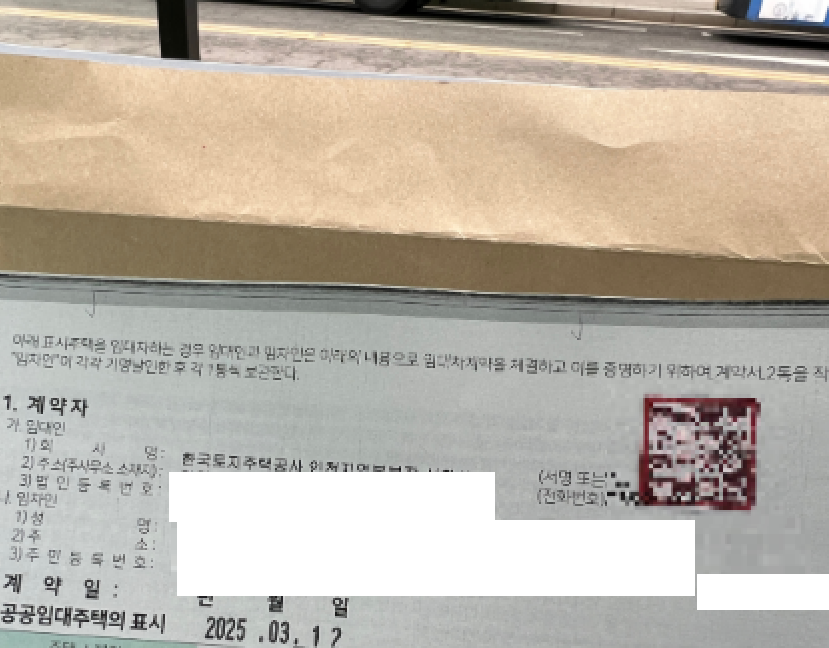 아래 표시주택을 임대차하는 경우 임대인과 임차인은 아래의 내용으로 임대차계약을 체결하고 이를 증명하기 위하여 계약서 2통을 작
"임차인"이 각각 기명날인한 후 각 1통씩 보관한다.
1. 계약자
가. 임대인
1) 회 사 명 : 한국토지주택공사 인천지역본부장 (서명 또는
2) 주소(주사무소 소재지) : (전화번호)
3) 법 인 등 록 번 호 :
나. 임차인
1) 성 명 :
2) 주 소 :
3) 주 민 등 록 번 호 :
계 약 일 : 년 월 일
2025 .03. 12
공공임대주택의 표시